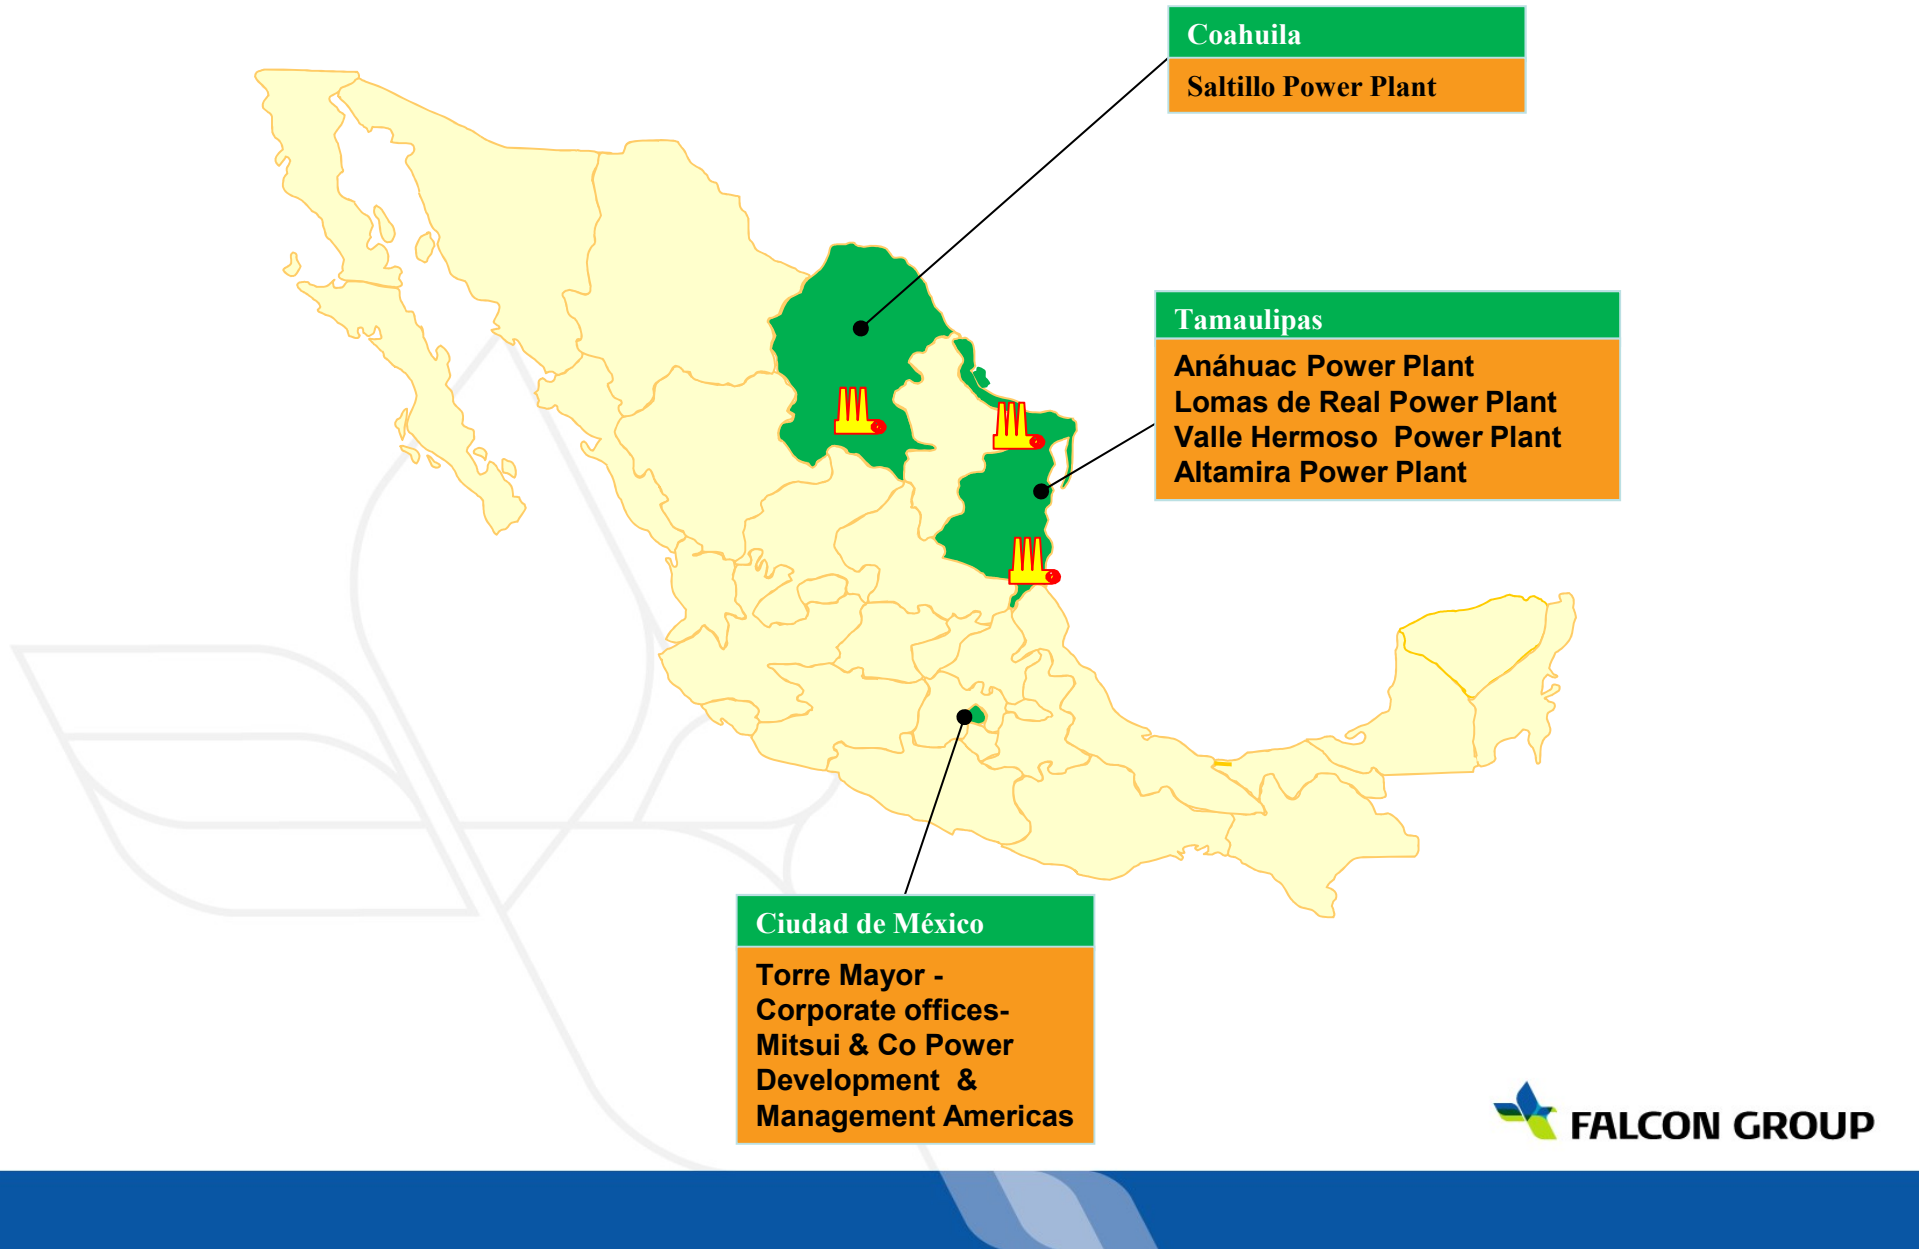 Coahuila
Saltillo Power Plant
Tamaulipas
Anáhuac Power Plant
Lomas de Real Power Plant
Valle Hermoso Power Plant
Altamira Power Plant
Ciudad de México
Torre Mayor -
Corporate offices-
Mitsui & Co Power
Development &
Management Americas
FALCON GROUP